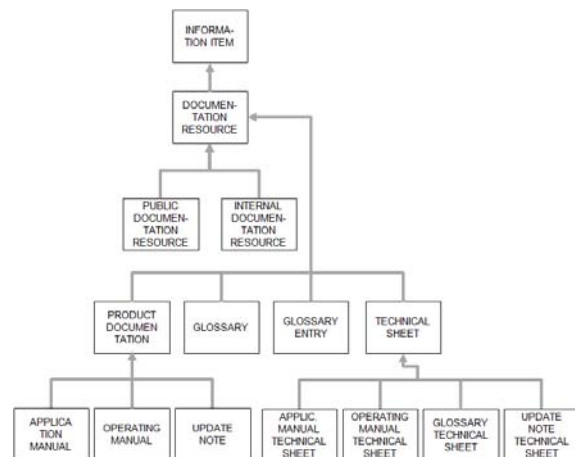 INFORMA-
TION ITEM
DOCUMEN-
TATION
RESOURCE
PUBLIC
DOCUMEN-
TATION
RESOURCE
INTERNAL
DOCUMEN-
TATION
RESOURCE
PRODUCT
DOCUMEN
TATION
GLOSSARY
GLOSSARY
ENTRY
TECHNICAL
SHEET
APPLICA
TION
MANUAL
OPERATING
MANUAL
UPDATE
NOTE
APPLIC.
MANUAL
TECHNICAL
SHEET
OPERATING
MANUAL
TECHNICAL
SHEET
GLOSSARY
TECHNICAL
SHEET
UPDATE
NOTE
TECHNICAL
SHEET